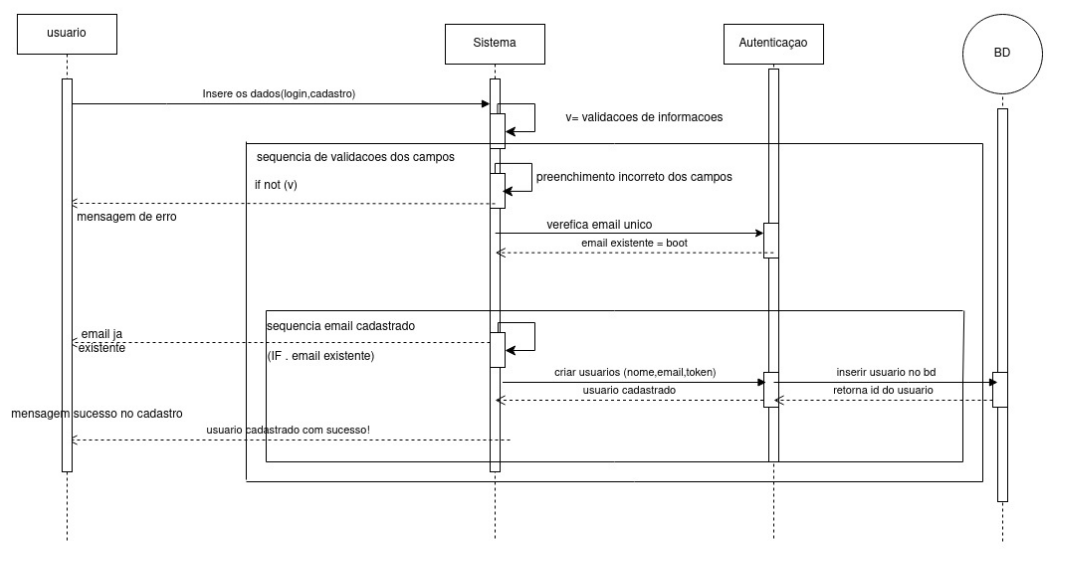 usuario
Sistema
Autenticaçao
BD
Insere os dados(login,cadastro)
v= validacoes de informacoes
sequencia de validacoes dos campos
preenchimento incorreto dos campos
if not (v)
mensagem de erro
verefica email unico
email existente = boot
sequencia email cadastrado
email ja
existente
(IF . email existente)
criar usuarios (nome,email,token)
inserir usuario no bd
usuario cadastrado
retorna id do usuario
mensagem sucesso no cadastro
usuario cadastrado com sucesso!